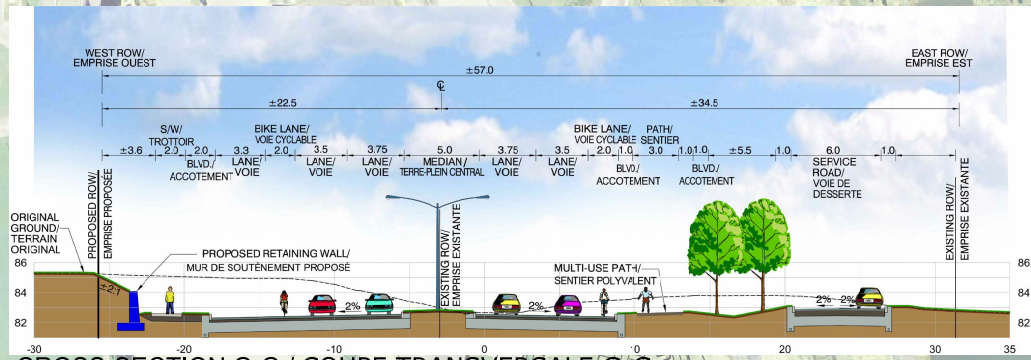 WEST ROW/
EMPRISE OUEST
EAST ROW/
EMPRISE EST
±57.0
℄
±22.5
±34.5
S/W/
TROTTOIR
BIKE LANE/
VOIE CYCLABLE
BIKE LANE/
VOIE CYCLABLE
PATH/
SENTIER
±3.6 2.0 2.0 3.3 2.0 3.5 3.75 5.0 3.75 3.5 2.0 1.0 3.0 1.0 1.0 ±5.5 1.0 6.0 1.0
BLVD./
ACCOTEMENT
LANE/
VOIE
LANE/
VOIE
LANE/
VOIE
MEDIAN/
TERRE-PLEIN CENTRAL
LANE/
VOIE
LANE/
VOIE
BLVD./
ACCOTEMENT
BLVD./
ACCOTEMENT
SERVICE
ROAD/
VOIE DE
DESSERTE
ORIGINAL
GROUND/
TERRAIN
ORIGINAL
PROPOSED ROW/
EMPRISE PROPOSÉE
EXISTING ROW/
EMPRISE EXISTANTE
EXISTING ROW/
EMPRISE EXISTANTE
PROPOSED RETAINING WALL/
MUR DE SOUTÈNEMENT PROPOSÉ
MULTI-USE PATH/
SENTIER POLYVALENT
86
84
82
86
84
82
±2:1
2%
2%
2%
2%
-30 -20 -10 0 10 20 30 35